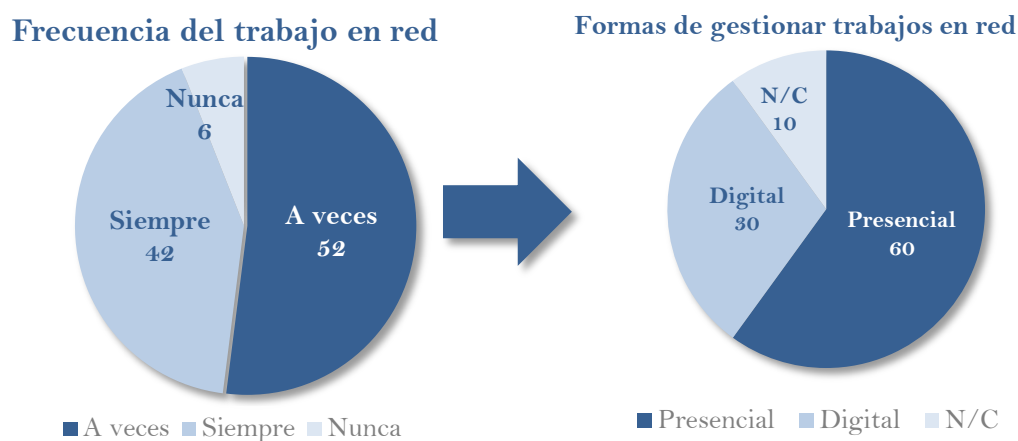 Frecuencia del trabajo en red
Nunca
6
Siempre
42
A veces
52
A veces Siempre Nunca
Formas de gestionar trabajos en red
N/C
10
Digital
30
Presencial
60
Presencial Digital N/C